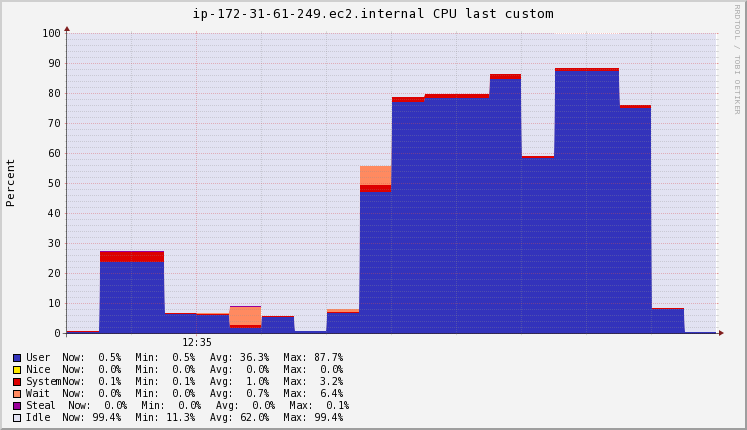 ip-172-31-61-249.ec2.internal CPU last custom
RRDTOOL / TOBI OETIKER
Percent
100
90
80
70
60
50
40
30
20
10
0
12:35
User Now: 0.5% Min: 0.5% Avg: 36.3% Max: 87.7%
Nice Now: 0.0% Min: 0.0% Avg: 0.0% Max: 0.0%
System Now: 0.1% Min: 0.1% Avg: 1.0% Max: 3.2%
Wait Now: 0.0% Min: 0.0% Avg: 0.7% Max: 6.4%
Steal Now: 0.0% Min: 0.0% Avg: 0.0% Max: 0.1%
Idle Now: 99.4% Min: 11.3% Avg: 62.0% Max: 99.4%